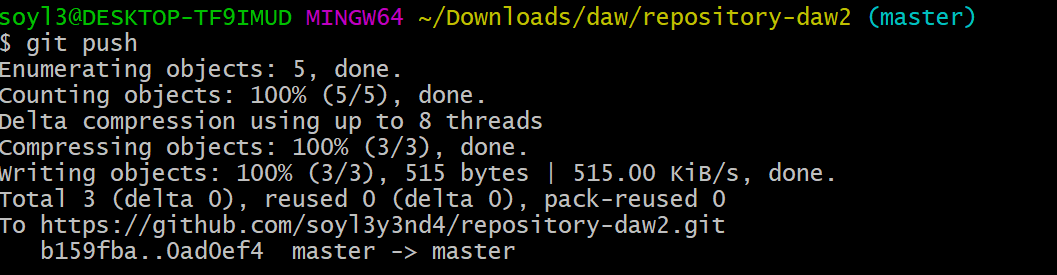 soyl3@DESKTOP-TF9IMUD MINGW64 ~/Downloads/daw/repository-daw2 (master)
$ git push
Enumerating objects: 5, done.
Counting objects: 100% (5/5), done.
Delta compression using up to 8 threads
Compressing objects: 100% (3/3), done.
Writing objects: 100% (3/3), 515 bytes | 515.00 KiB/s, done.
Total 3 (delta 0), reused 0 (delta 0), pack-reused 0
To https://github.com/soyl3y3nd4/repository-daw2.git
   b159fba..0ad0ef4  master -> master